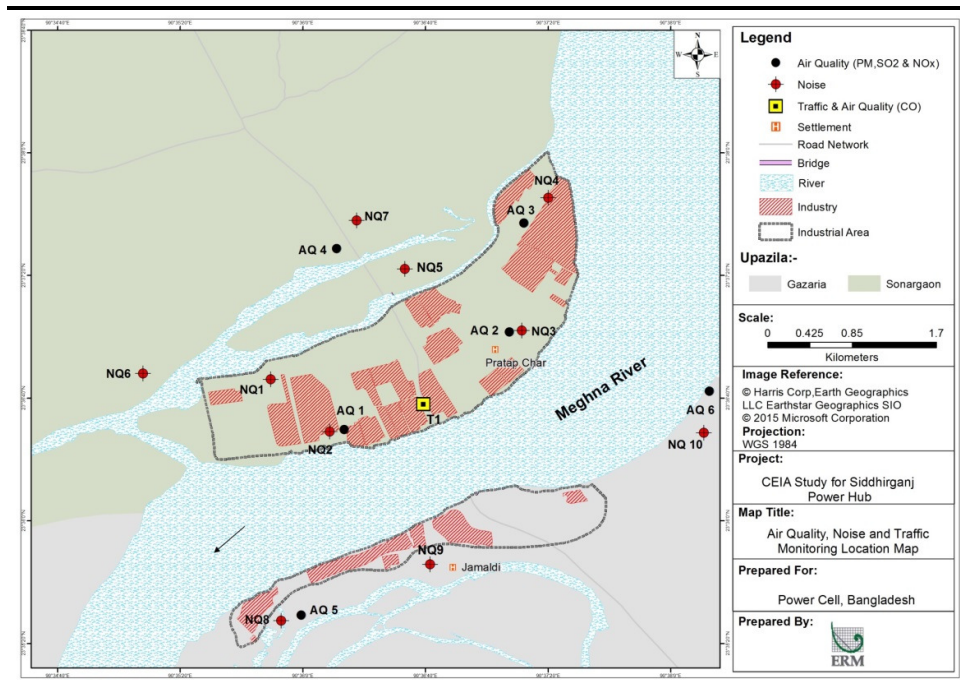 N
W
E
S
NQ4
AQ 3
NQ7
AQ 4
NQ5
AQ 2
NQ3
Pratap Char
NQ6
NQ1
AQ 1
T1
NQ2
Meghna River
AQ 6
NQ 10
NQ9
Jamaldi
AQ 5
NQ8
Legend
Air Quality (PM,SO2 & NOx)
Noise
Traffic & Air Quality (CO)
H Settlement
Road Network
Bridge
River
Industry
Industrial Area
Upazila:-
Gazaria
Sonargaon
Scale:
0 0.425 0.85 1.7
Kilometers
Image Reference:
© Harris Corp,Earth Geographics
LLC Earthstar Geographics SIO
© 2015 Microsoft Corporation
Projection:
WGS 1984
Project:
CEIA Study for Siddhirganj
Power Hub
Map Title:
Air Quality, Noise and Traffic
Monitoring Location Map
Prepared For:
Power Cell, Bangladesh
Prepared By:
ERM